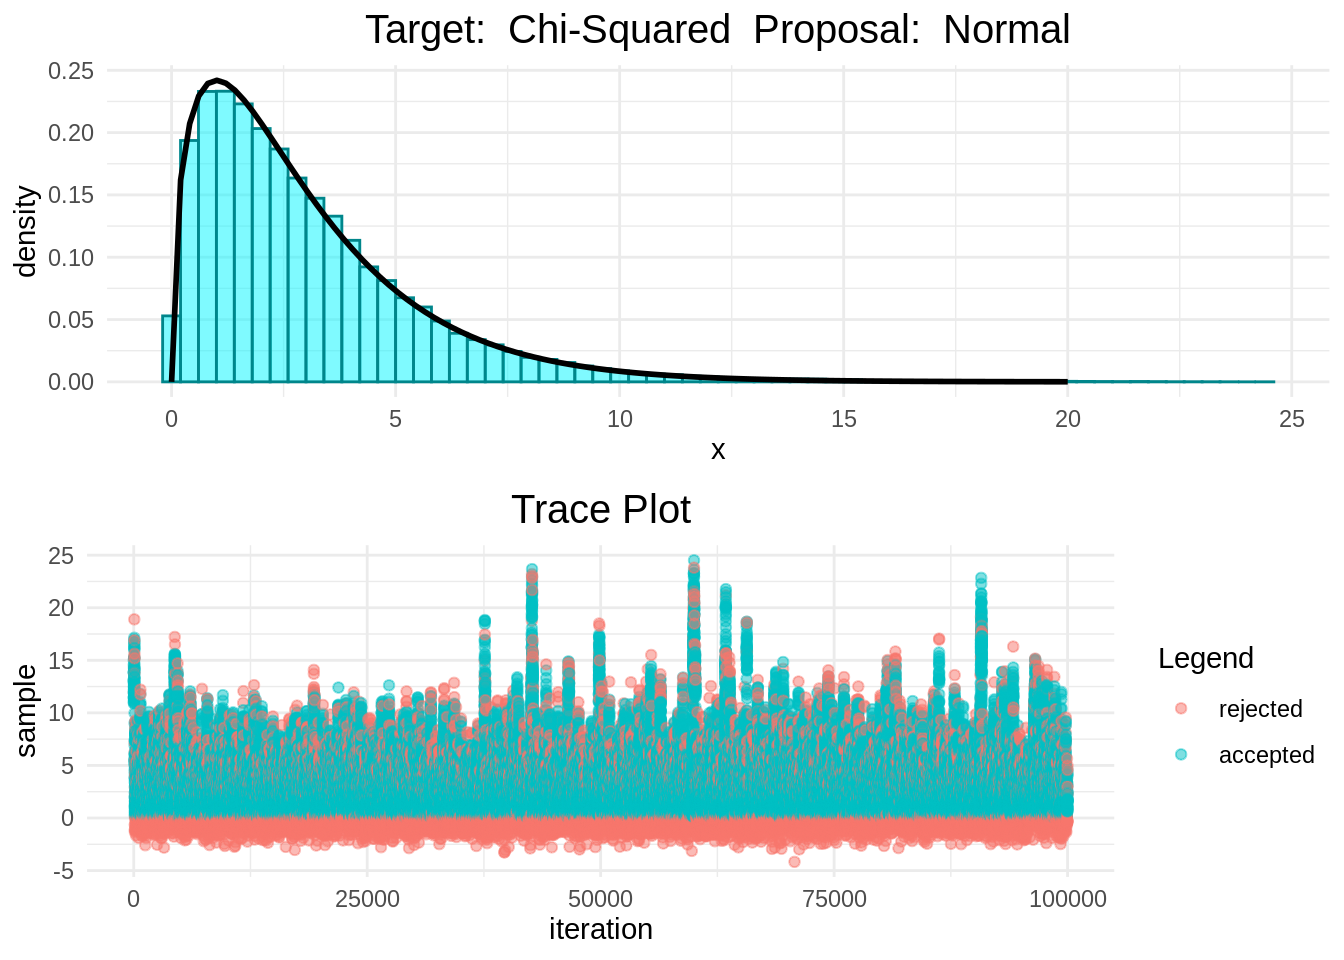 Target:  Chi-Squared  Proposal:  Normal
0.25
0.20
0.15
0.10
0.05
0.00
density
0 5 10 15 20 25
x
Trace Plot
25
20
15
10
5
0
-5
sample
0 25000 50000 75000 100000
iteration
Legend
rejected
accepted